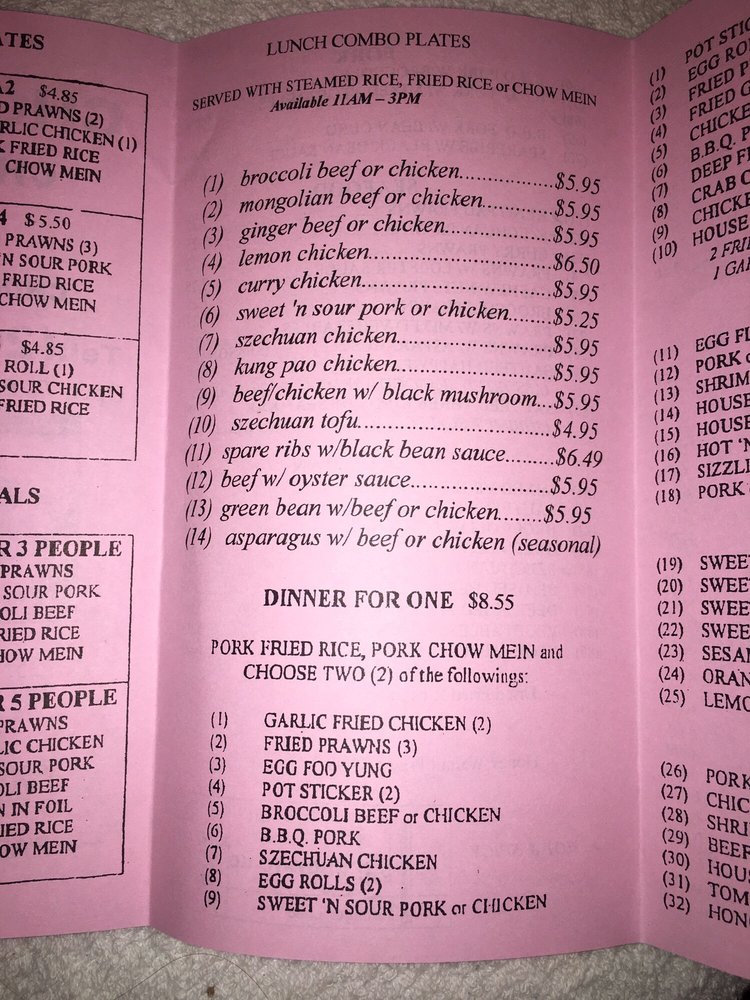 ATES
A2 $4.85
D PRAWNS (2)
ARLIC CHICKEN (1)
K FRIED RICE
CHOW MEIN
4 $5.50
PRAWNS (3)
'N SOUR PORK
FRIED RICE
CHOW MEIN
$4.85
ROLL (1)
SOUR CHICKEN
FRIED RICE
ALS
R 3 PEOPLE
PRAWNS
SOUR PORK
OLI BEEF
RIED RICE
HOW MEIN
R 5 PEOPLE
PRAWNS
LIC CHICKEN
SOUR PORK
OLI BEEF
N IN FOIL
IED RICE
OW MEIN
LUNCH COMBO PLATES
SERVED WITH STEAMED RICE, FRIED RICE or CHOW MEIN
Available 11AM – 3PM
(1) broccoli beef or chicken................$5.95
(2) mongolian beef or chicken..........$5.95
(3) ginger beef or chicken................$5.95
(4) lemon chicken............................$6.50
(5) curry chicken.............................$5.95
(6) sweet 'n sour pork or chicken.......$5.25
(7) szechuan chicken.......................$5.95
(8) kung pao chicken.......................$5.95
(9) beef/chicken w/ black mushroom...$5.95
(10) szechuan tofu............................$4.95
(11) spare ribs w/black bean sauce........$6.49
(12) beef w/ oyster sauce....................$5.95
(13) green bean w/beef or chicken.......$5.95
(14) asparagus w/ beef or chicken (seasonal)
DINNER FOR ONE $8.55
PORK FRIED RICE, PORK CHOW MEIN and
CHOOSE TWO (2) of the followings:
(1) GARLIC FRIED CHICKEN (2)
(2) FRIED PRAWNS (3)
(3) EGG FOO YUNG
(4) POT STICKER (2)
(5) BROCCOLI BEEF or CHICKEN
(6) B.B.Q. PORK
(7) SZECHUAN CHICKEN
(8) EGG ROLLS (2)
(9) SWEET 'N SOUR PORK or CHICKEN
(1) POT STIC
(2) EGG ROL
(3) FRIED P
(4) FRIED G
(5) CHICKE
(6) B.B.Q. P
(7) DEEP F
(8) CRAB C
(9) CHICKE
(10) HOUSE
2 FRI
1 GAR
(11) EGG FL
(12) PORK
(13) SHRIM
(14) HOUSE
(15) HOUSE
(16) HOT 'N
(17) SIZZLI
(18) PORK
(19) SWEE
(20) SWEE
(21) SWEE
(22) SWEE
(23) SESAM
(24) ORAN
(25) LEMO
(26) PORK
(27) CHIC
(28) SHRI
(29) BEEF
(30) HOU
(31) TOM
(32) HON